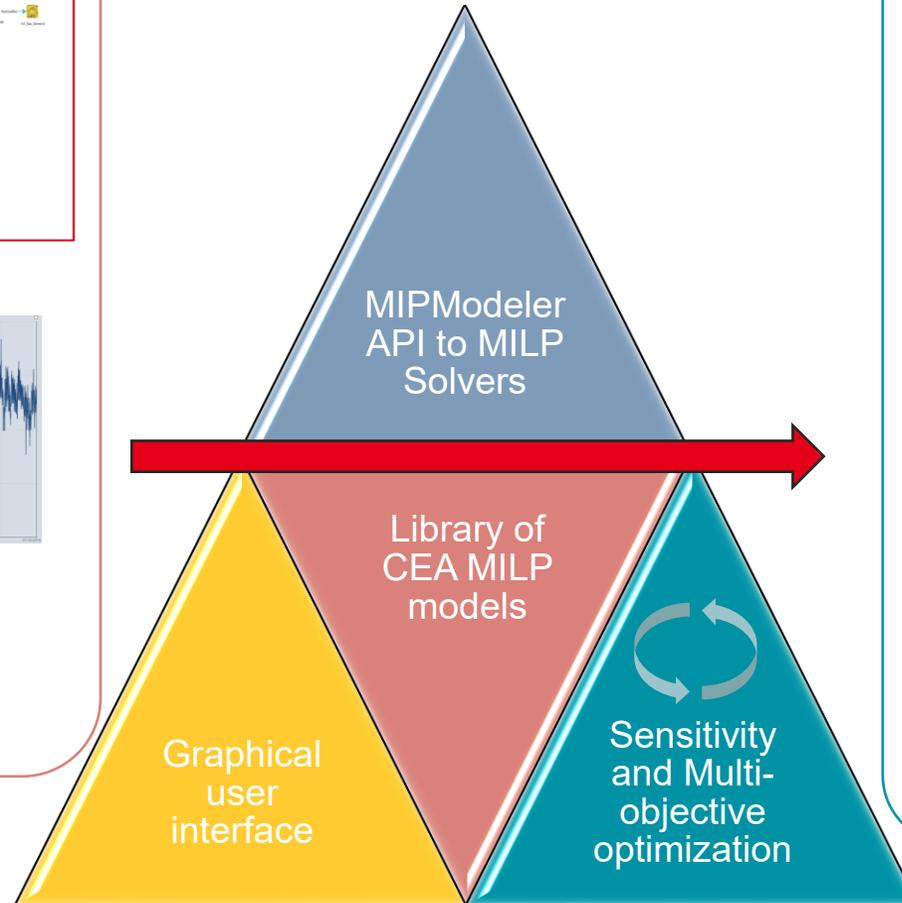 MIPModeler
API to MILP
Solvers
Library of
CEA MILP
models
Graphical
user
interface
Sensitivity
and Multi-
objective
optimization